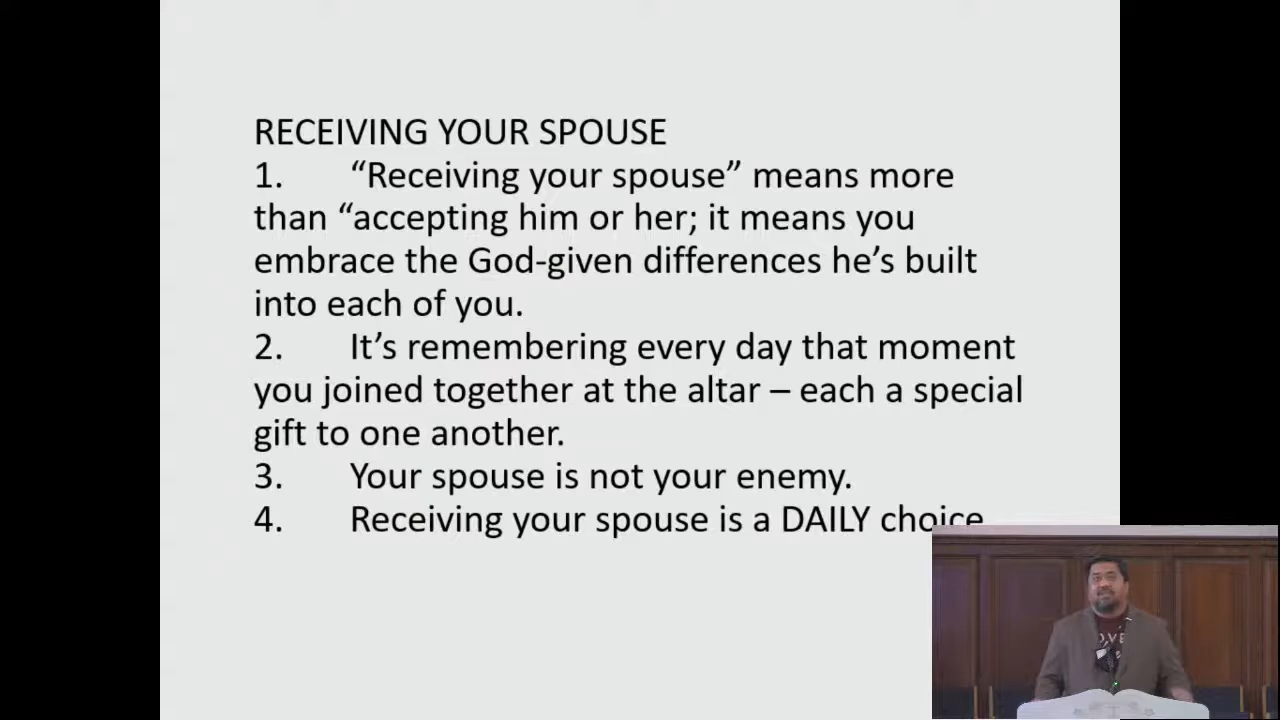 RECEIVING YOUR SPOUSE
1. “Receiving your spouse” means more
than “accepting him or her; it means you
embrace the God-given differences he’s built
into each of you.
2. It’s remembering every day that moment
you joined together at the altar – each a special
gift to one another.
3. Your spouse is not your enemy.
4. Receiving your spouse is a DAILY choice